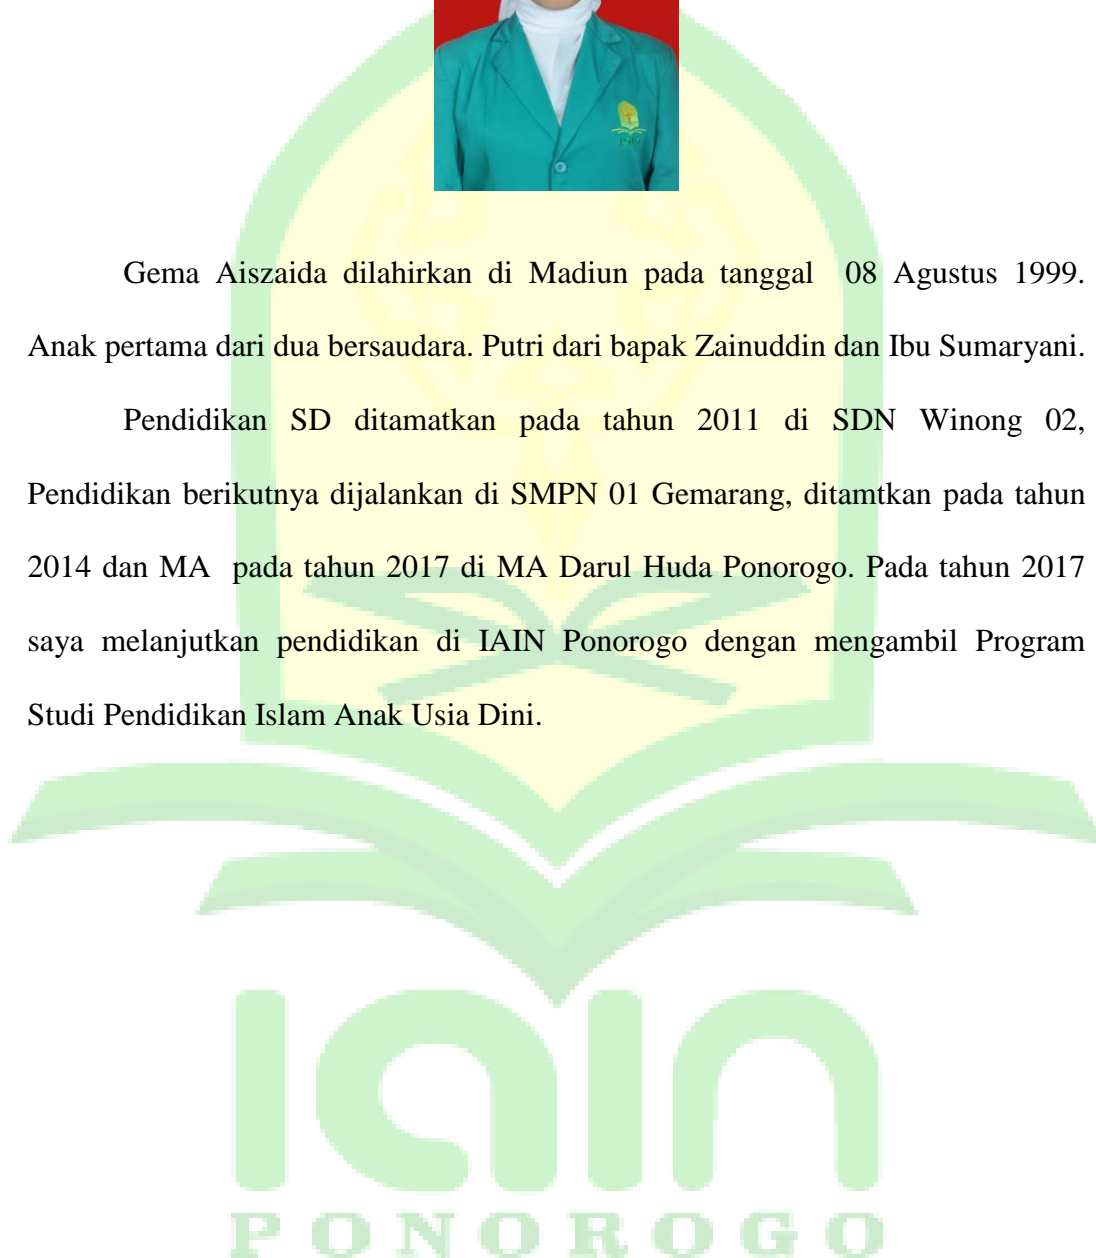 Gema Aiszaida dilahirkan di Madiun pada tanggal 08 Agustus 1999.
Anak pertama dari dua bersaudara. Putri dari bapak Zainuddin dan Ibu Sumaryani.
Pendidikan SD ditamatkan pada tahun 2011 di SDN Winong 02,
Pendidikan berikutnya dijalankan di SMPN 01 Gemarang, ditamtkan pada tahun
2014 dan MA pada tahun 2017 di MA Darul Huda Ponorogo. Pada tahun 2017
saya melanjutkan pendidikan di IAIN Ponorogo dengan mengambil Program
Studi Pendidikan Islam Anak Usia Dini.
iain
PONOROGO